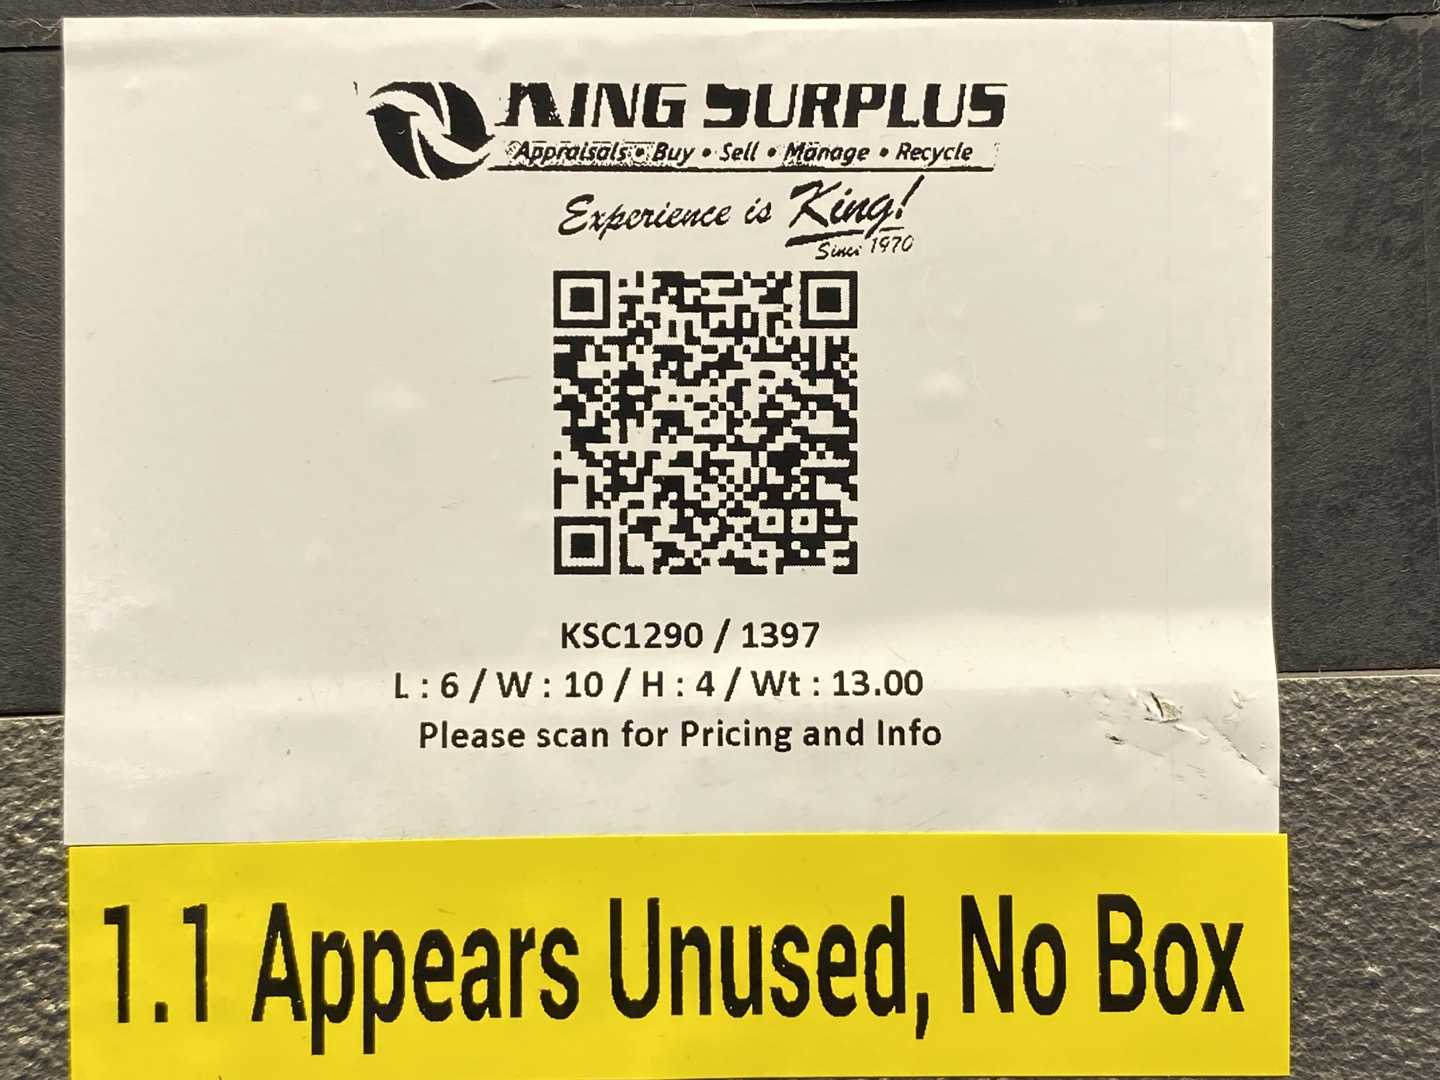 KING SURPLUS
Appraisals • Buy • Sell • Manage • Recycle
Experience is King!
Since 1970
KSC1290 / 1397
L : 6 / W : 10 / H : 4 / Wt : 13.00
Please scan for Pricing and Info
1.1 Appears Unused, No Box